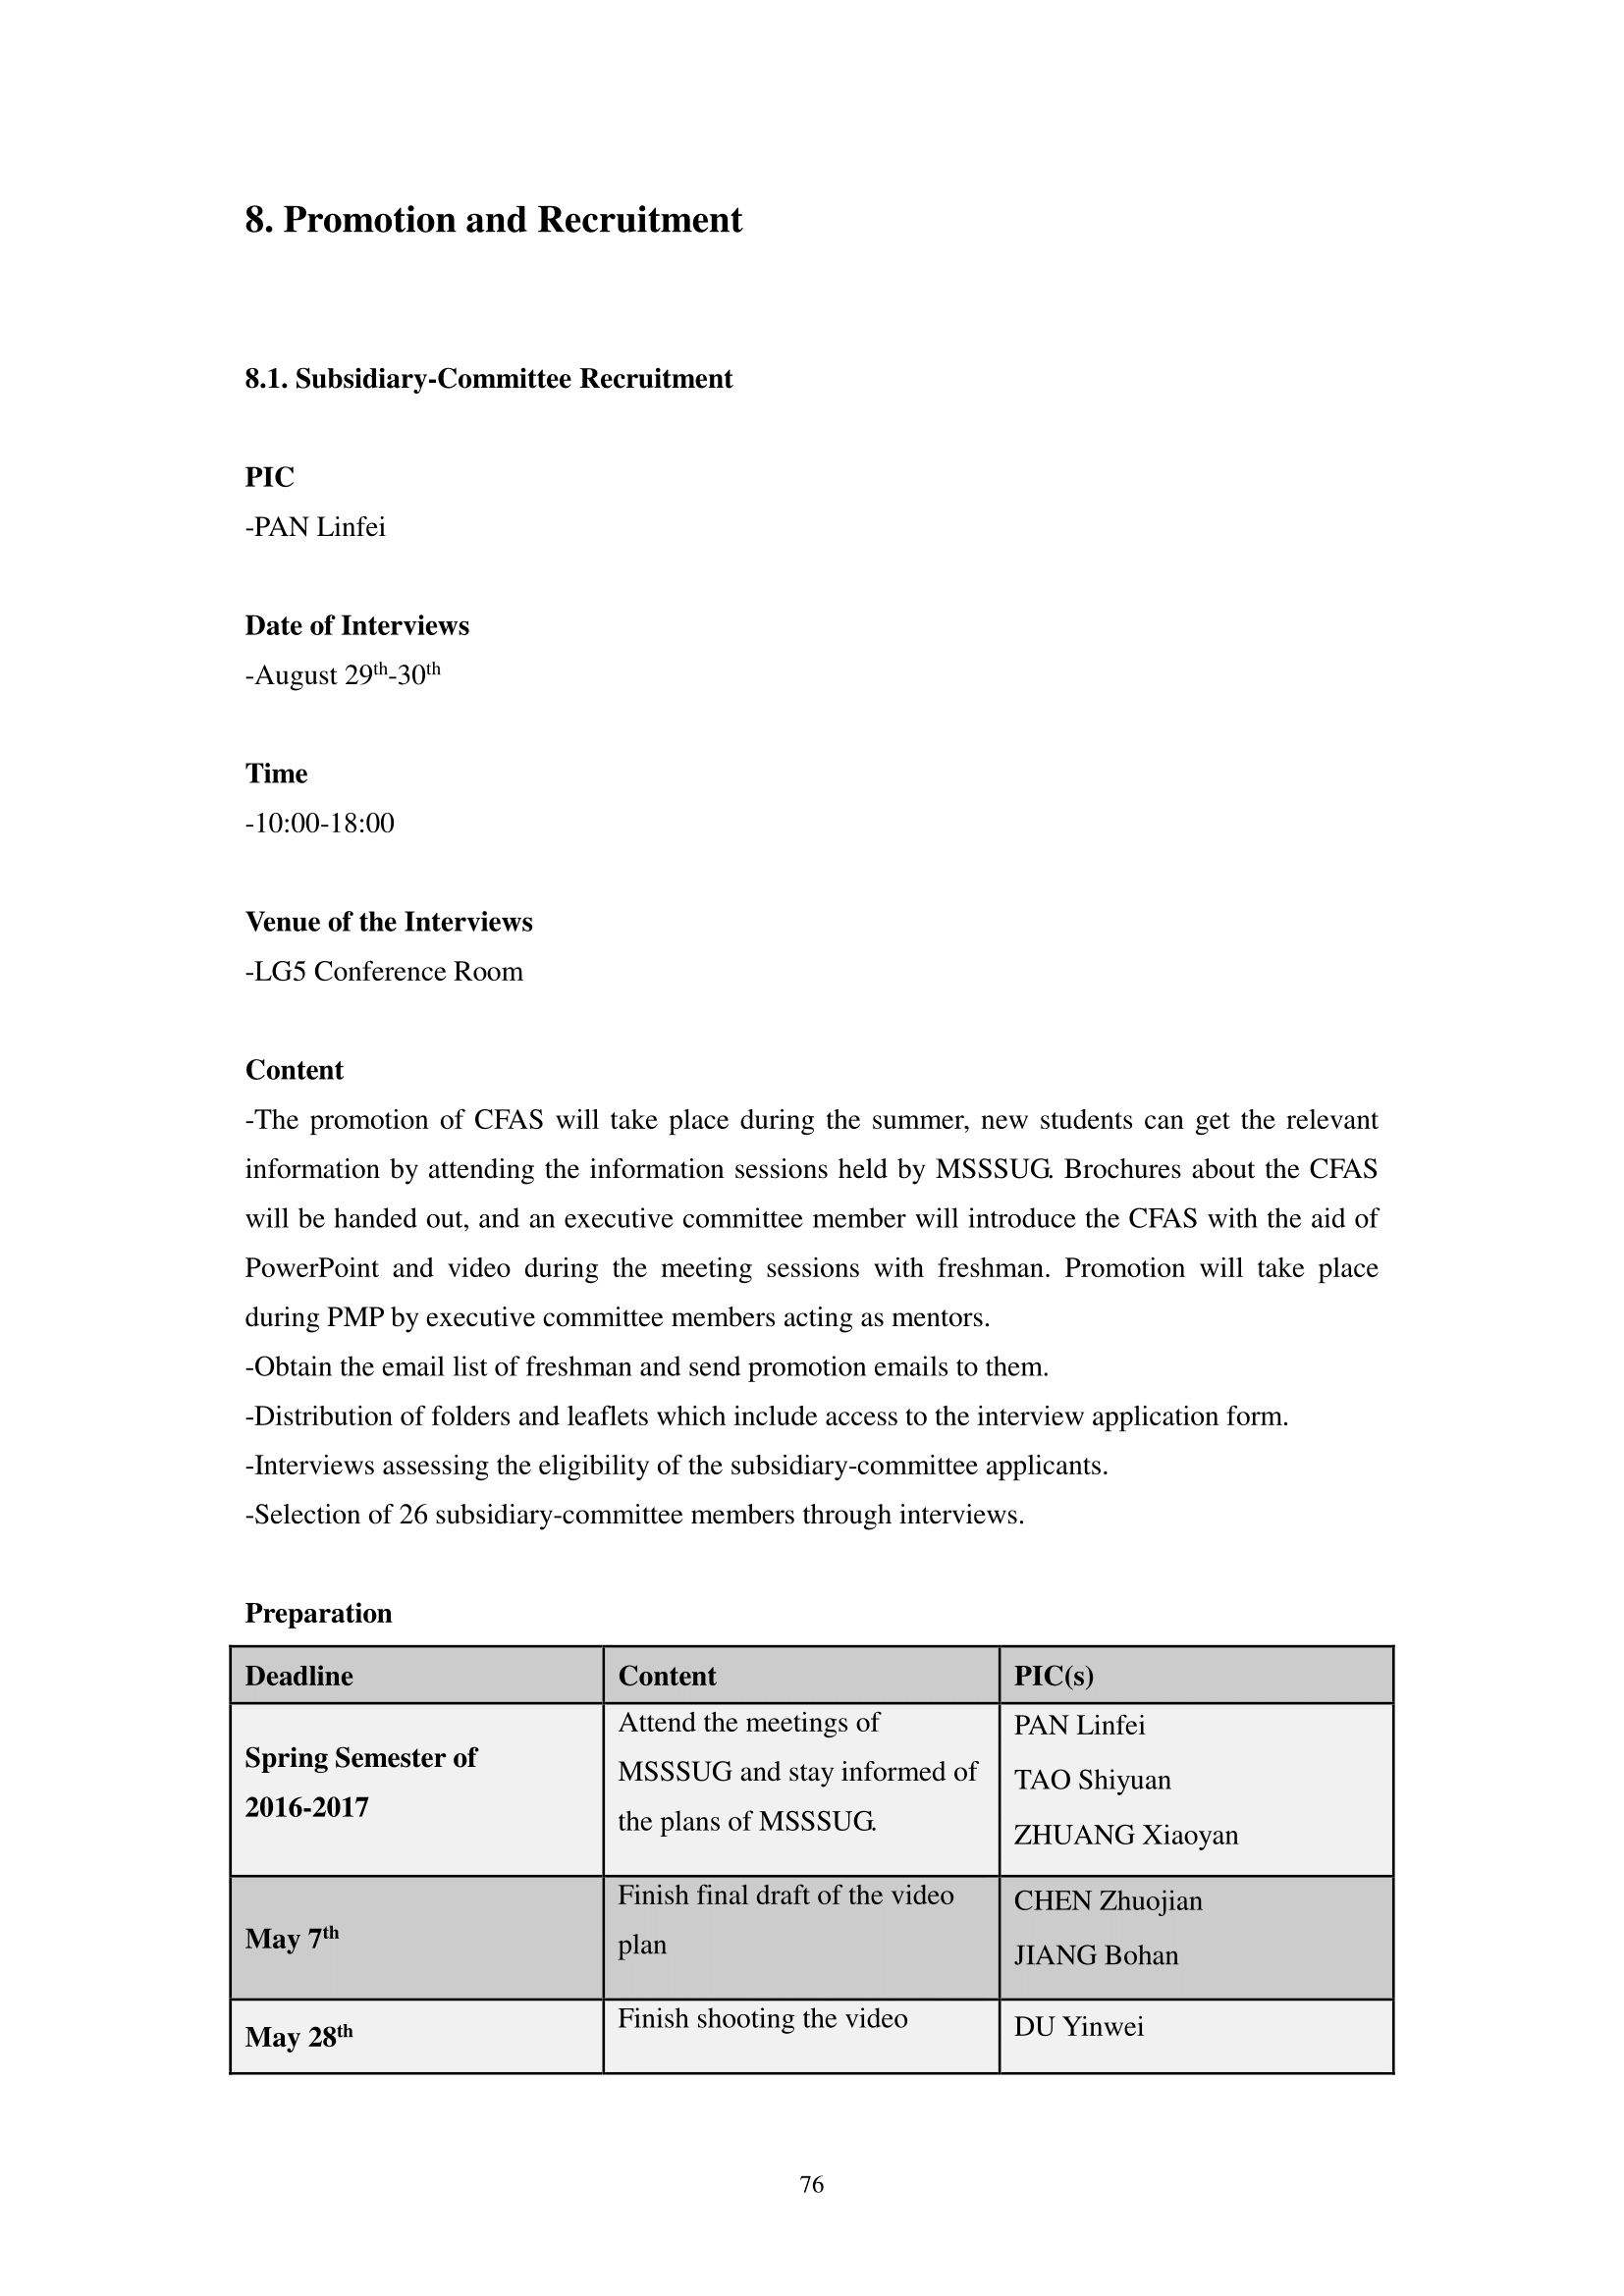 8. Promotion and Recruitment
8.1. Subsidiary-Committee Recruitment
PIC
-PAN Linfei
Date of Interviews
-August 29th-30th
Time
-10:00-18:00
Venue of the Interviews
-LG5 Conference Room
Content
-The promotion of CFAS will take place during the summer, new students can get the relevant
information by attending the information sessions held by MSSSUG. Brochures about the CFAS
will be handed out, and an executive committee member will introduce the CFAS with the aid of
PowerPoint and video during the meeting sessions with freshman. Promotion will take place
during PMP by executive committee members acting as mentors.
-Obtain the email list of freshman and send promotion emails to them.
-Distribution of folders and leaflets which include access to the interview application form.
-Interviews assessing the eligibility of the subsidiary-committee applicants.
-Selection of 26 subsidiary-committee members through interviews.
Preparation
Deadline Content PIC(s)
Spring Semester of
2016-2017
Attend the meetings of
MSSSUG and stay informed of
the plans of MSSSUG.
PAN Linfei
TAO Shiyuan
ZHUANG Xiaoyan
May 7th
Finish final draft of the video
plan
CHEN Zhuojian
JIANG Bohan
May 28th
Finish shooting the video
DU Yinwei
76